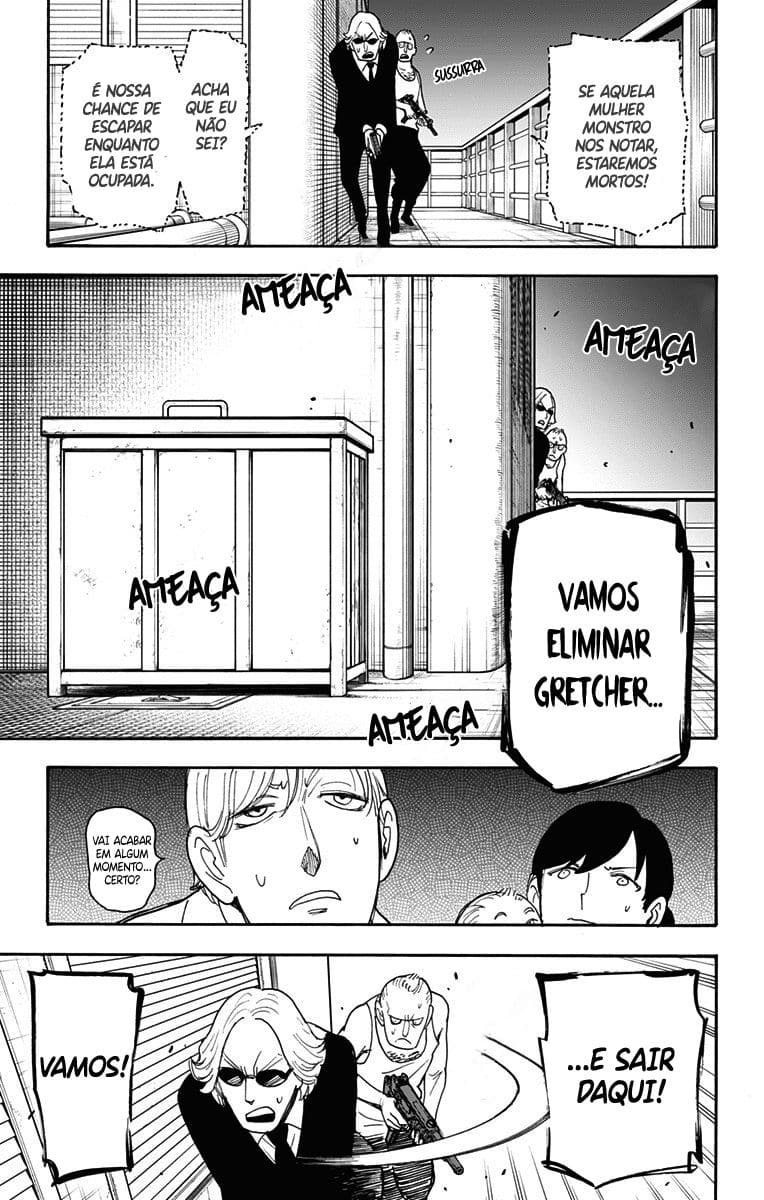 SE AQUELA
MULHER
MONSTRO
NOS NOTAR,
ESTAREMOS
MORTOS!
SUSSURRA
ACHA
QUE EU
NÃO
SEI?
É NOSSA
CHANCE DE
ESCAPAR
ENQUANTO
ELA ESTÁ
OCUPADA.
AMEAÇA
AMEAÇA
AMEAÇA
AMEAÇA
VAMOS
ELIMINAR
GRETCHER...
VAI ACABAR
EM ALGUM
MOMENTO...
CERTO?
...E SAIR
DAQUI!
VAMOS!